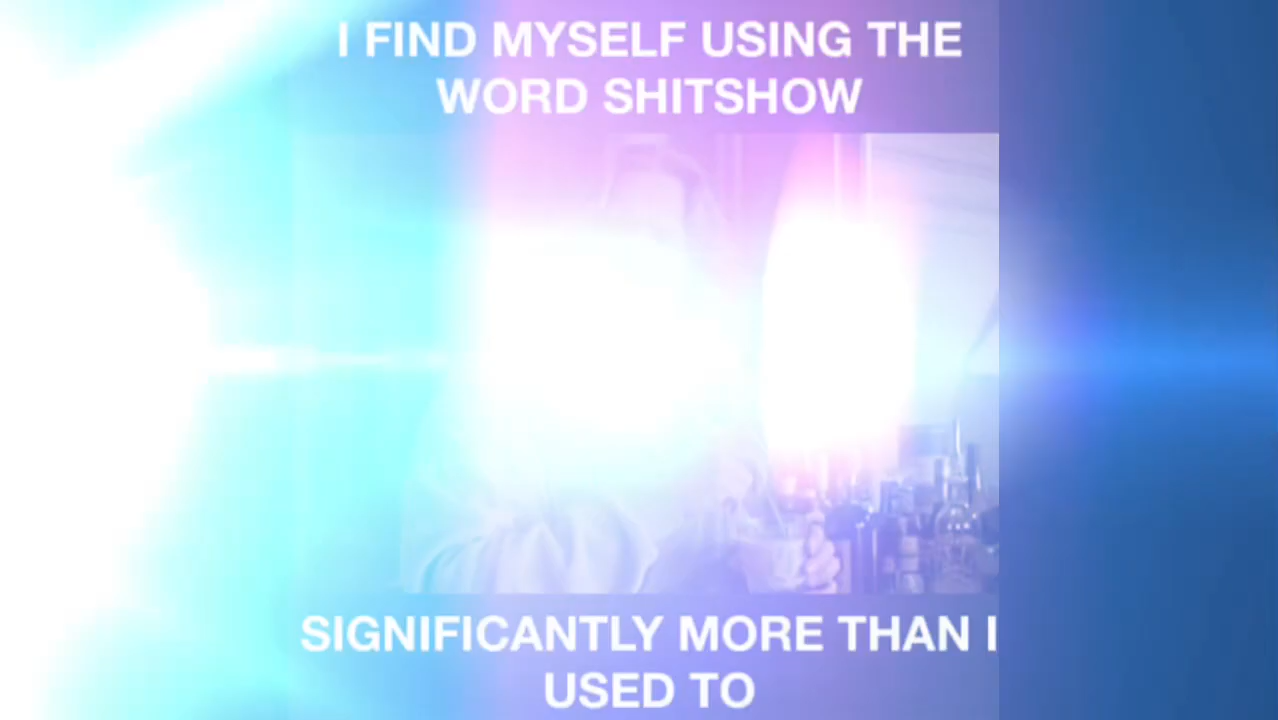 I FIND MYSELF USING THE
WORD SHITSHOW
SIGNIFICANTLY MORE THAN I
USED TO